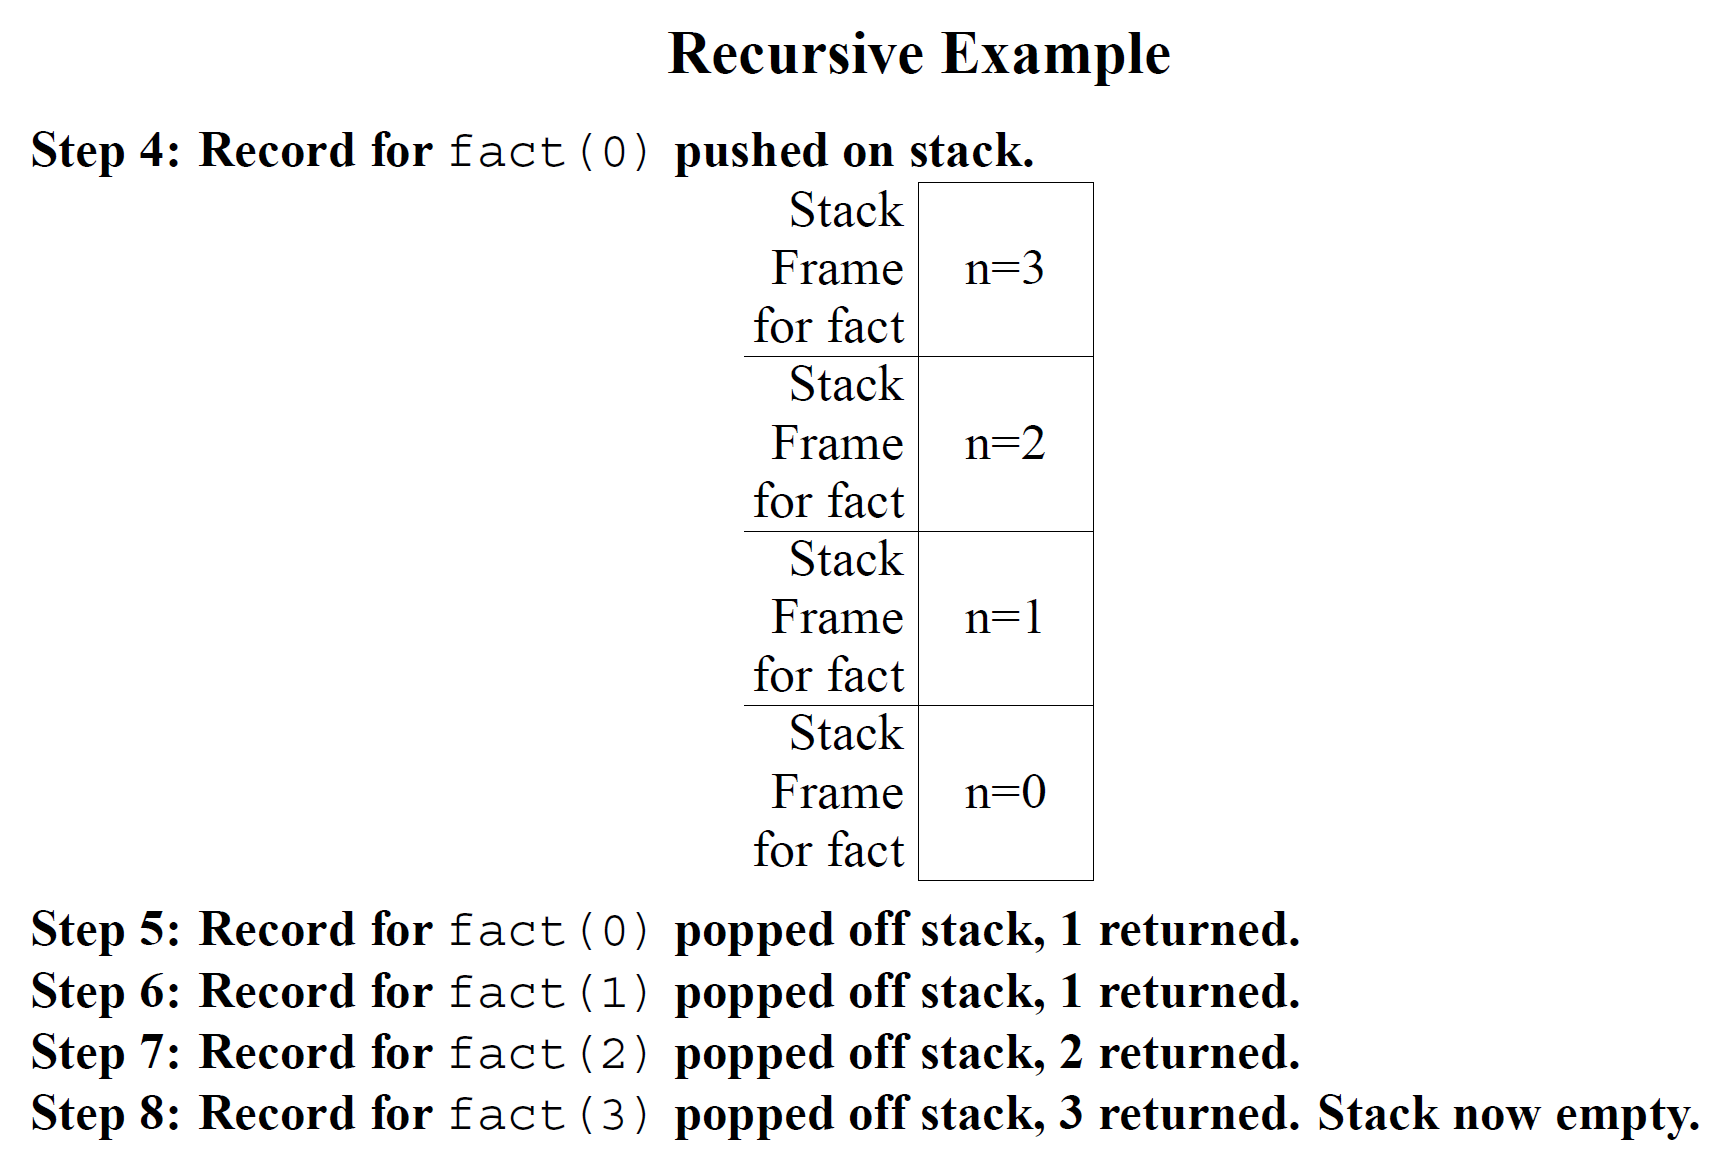 Recursive Example
Step 4: Record for fact(0) pushed on stack.
Stack
Frame n=3
for fact
Stack
Frame n=2
for fact
Stack
Frame n=1
for fact
Stack
Frame n=0
for fact
Step 5: Record for fact(0) popped off stack, 1 returned.
Step 6: Record for fact(1) popped off stack, 1 returned.
Step 7: Record for fact(2) popped off stack, 2 returned.
Step 8: Record for fact(3) popped off stack, 3 returned. Stack now empty.